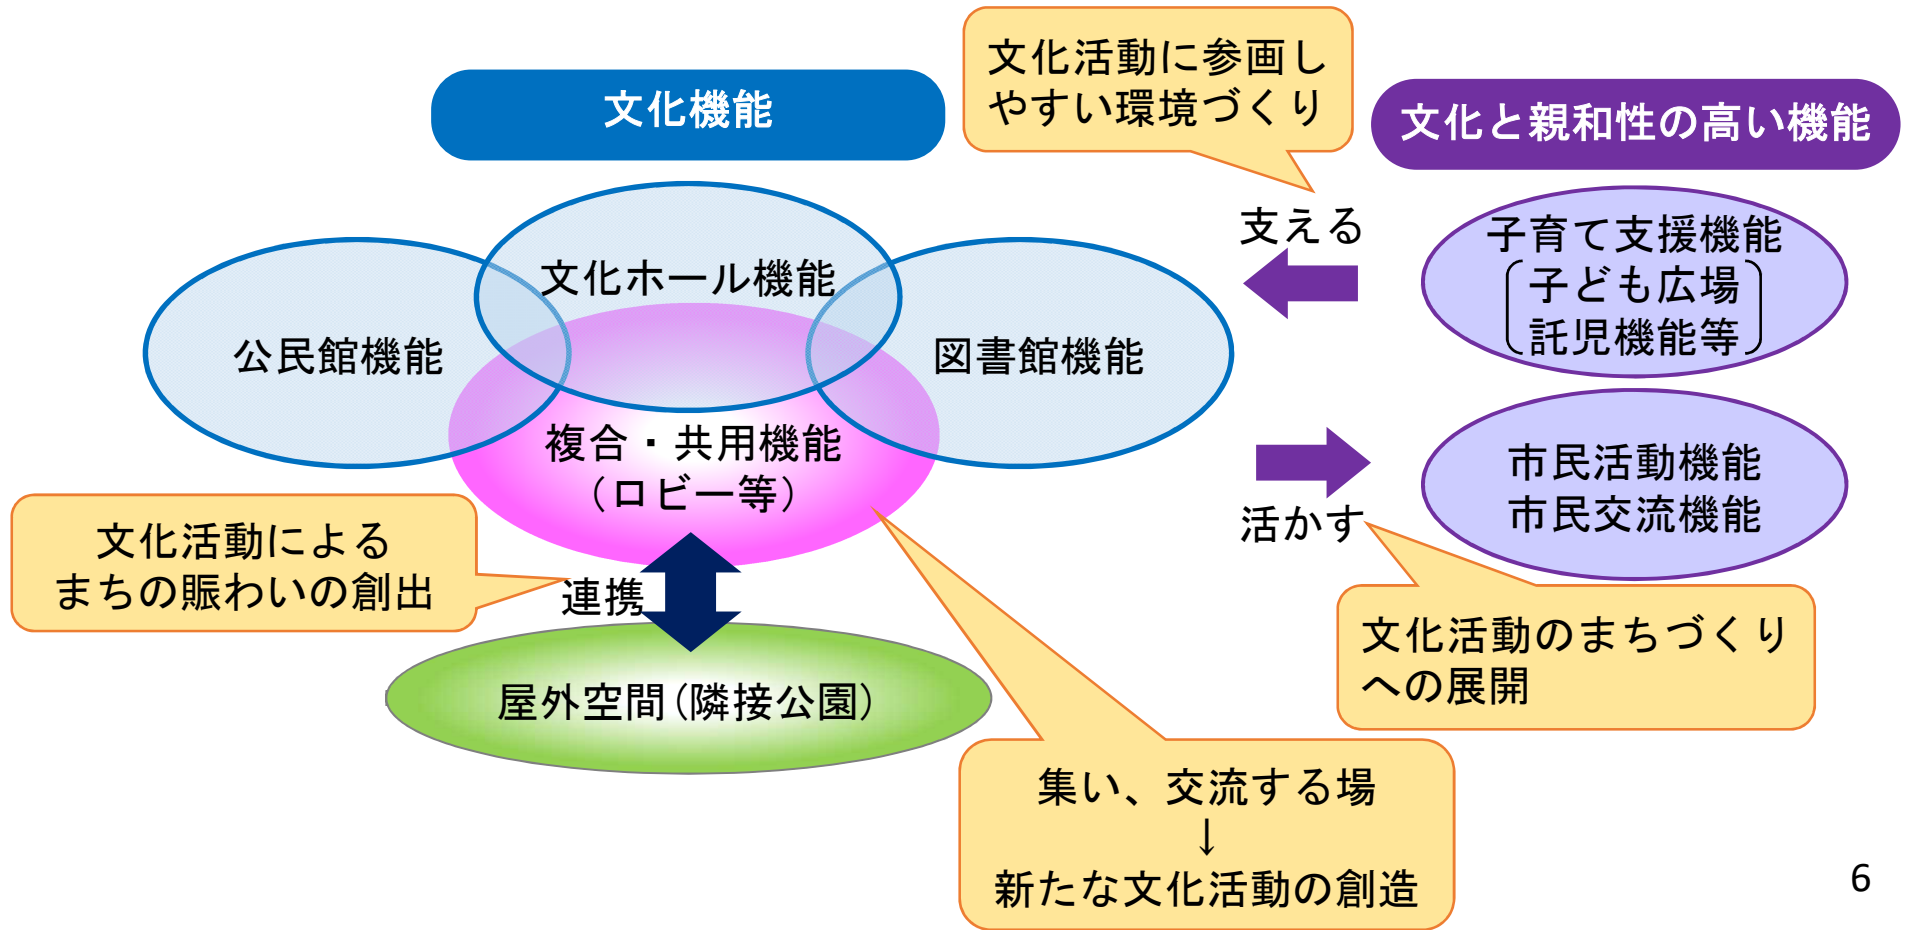 文化活動に参画し
やすい環境づくり
文化機能
文化と親和性の高い機能
支える
子育て支援機能
子ども広場
託児機能等
文化ホール機能
公民館機能
図書館機能
複合・共用機能
（ロビー等）
市民活動機能
市民交流機能
活かす
文化活動による
まちの賑わいの創出
連携
文化活動のまちづくり
への展開
屋外空間(隣接公園)
集い、交流する場
↓
新たな文化活動の創造
6